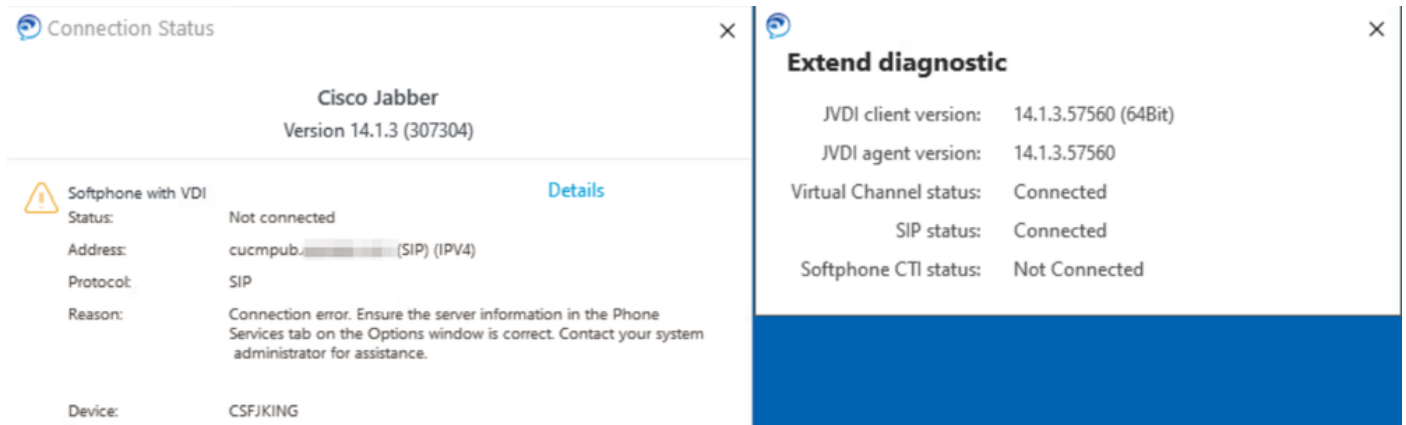 Connection Status
Cisco Jabber
Version 14.1.3 (307304)
Softphone with VDI
Details
Status: Not connected
Address: cucmpub. (SIP) (IPV4)
Protocol: SIP
Reason: Connection error. Ensure the server information in the Phone
Services tab on the Options window is correct. Contact your system
administrator for assistance.
Device: CSFJKING
Extend diagnostic
JVDI client version: 14.1.3.57560 (64Bit)
JVDI agent version: 14.1.3.57560
Virtual Channel status: Connected
SIP status: Connected
Softphone CTI status: Not Connected